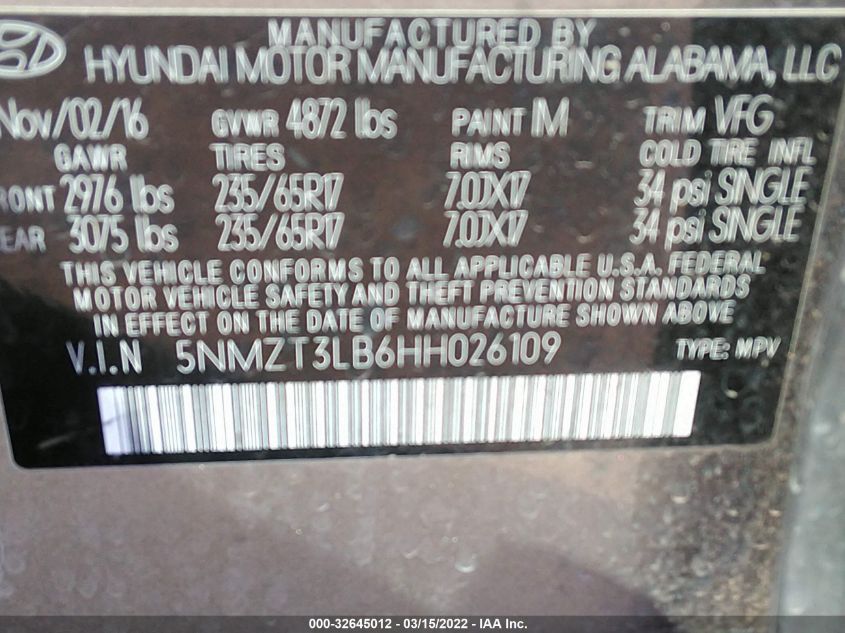 MANUFACTURED BY
HYUNDAI MOTOR MANUFACTURING ALABAMA, LLC
Nov/02/16 GVWR 4872 lbs PAINT M TRIM VFG
GAWR TIRES RIMS COLD TIRE INFL
FRONT 2976 lbs 235/65R17 7.0JX17 34 psi SINGLE
REAR 3075 lbs 235/65R17 7.0JX17 34 psi SINGLE
THIS VEHICLE CONFORMS TO ALL APPLICABLE U.S.A. FEDERAL
MOTOR VEHICLE SAFETY AND THEFT PREVENTION STANDARDS
IN EFFECT ON THE DATE OF MANUFACTURE SHOWN ABOVE
V.I.N 5NMZT3LB6HH026109 TYPE: MPV
000-32645012 - 03/15/2022 - IAA Inc.